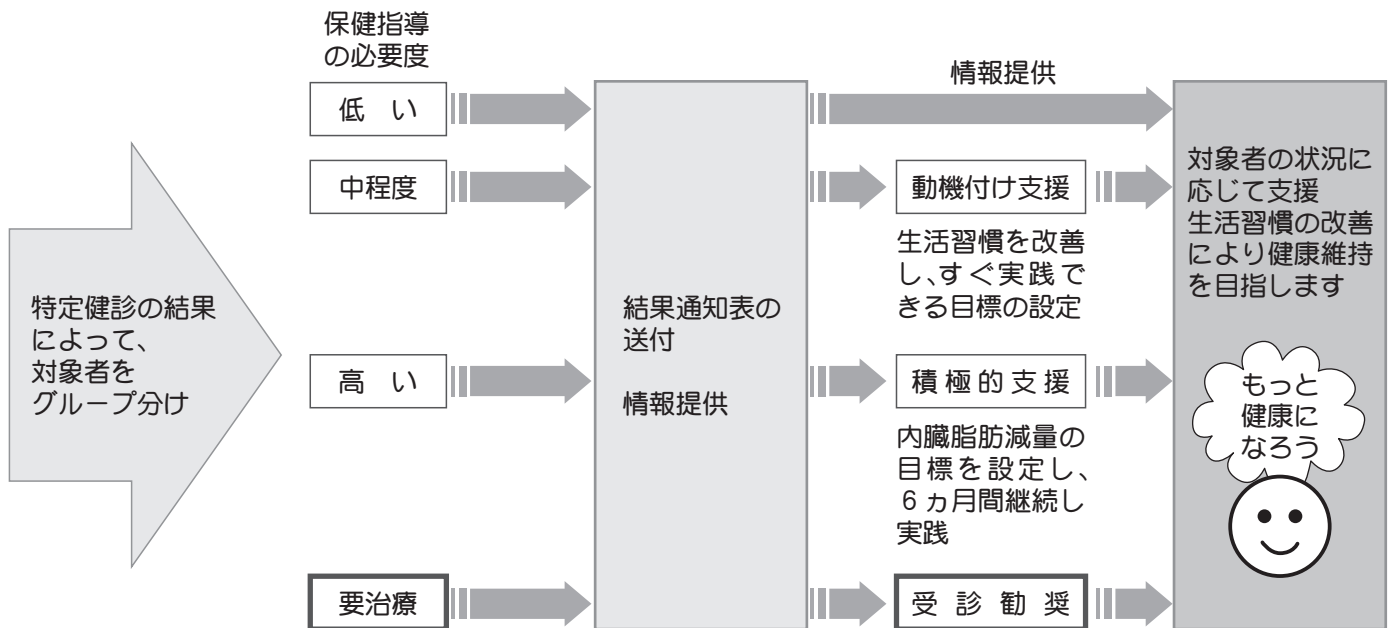 特定健診の結果
によって、
対象者を
グループ分け
保健指導
の必要度
低い
中程度
高い
要治療
結果通知表の
送付
情報提供
情報提供
動機付け支援
生活習慣を改善
し、すぐ実践で
きる目標の設定
積極的支援
内臓脂肪減量の
目標を設定し、
6ヵ月間継続し
実践
受診勧奨
対象者の状況に
応じて支援
生活習慣の改善
により健康維持
を目指します
もっと
健康に
なろう